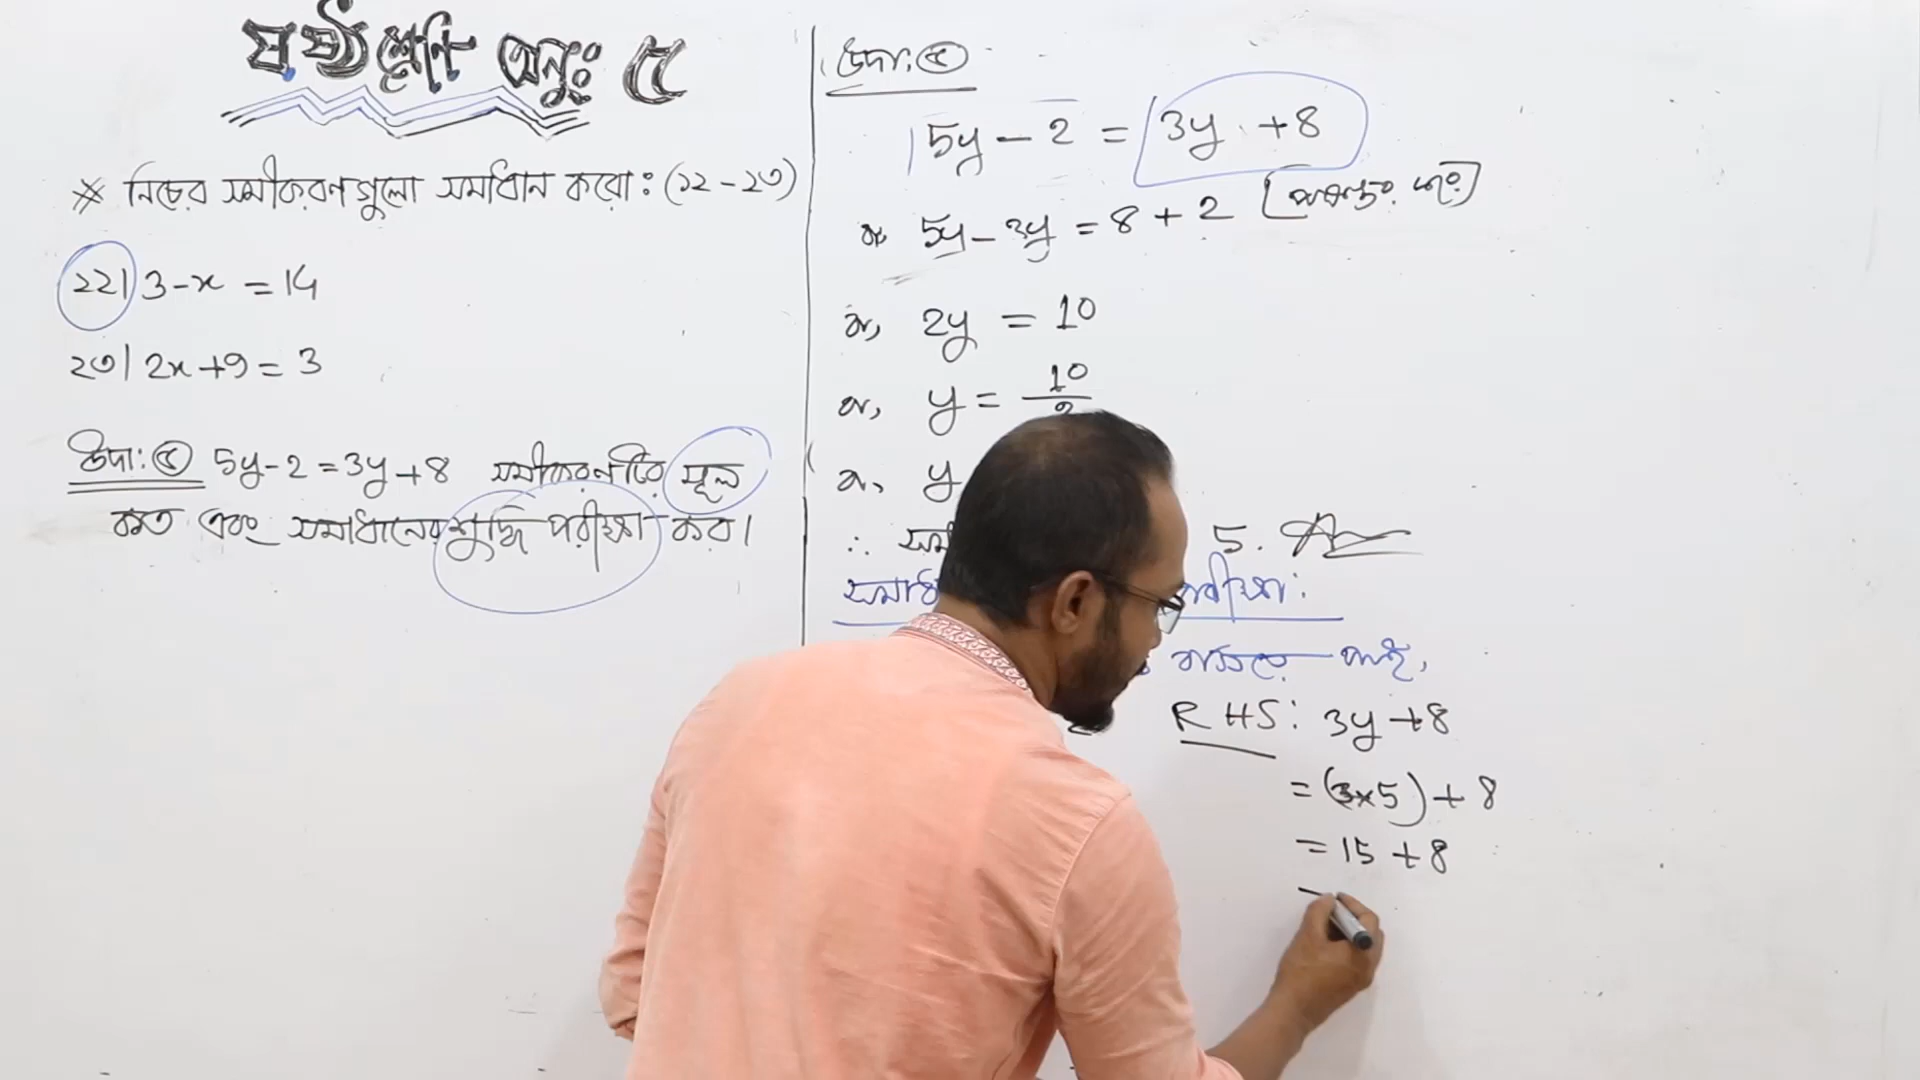 ষষ্ঠ শ্রেণি অনুঃ ৫
* নিচের সমীকরণগুলো সমাধান করো: (১২ – ২৩)
২২| 3 - x = 14
২৩| 2x + 9 = 3
উদা: ৫ 5y - 2 = 3y + 8 সমীকরণটির মূল
কত এবং সমাধানের শুদ্ধি পরীক্ষা কর।
উদা: ৫
5y - 2 = 3y + 8
বা, 5y - 3y = 8 + 2
বা, 2y = 10
বা, y = 10/2
বা, y
∴ 5. Ans
পরীক্ষা:
পাই,
RHS: 3y + 8
= (3×5) + 8
= 15 + 8